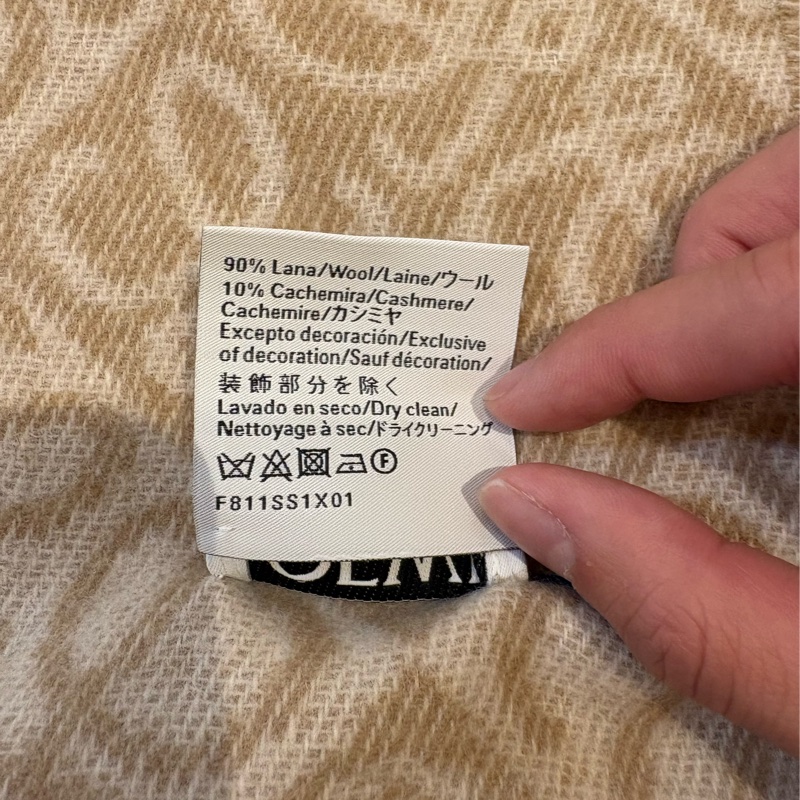 90% Lana/Wool/Laine/ウール
10% Cachemira/Cashmere/
Cachemire/カシミヤ
Excepto decoración/Exclusive
of decoration/Sauf décoration/
装飾部分を除く
Lavado en seco/Dry clean/
Nettoyage à sec/ドライクリーニング
F
F811SS1X01